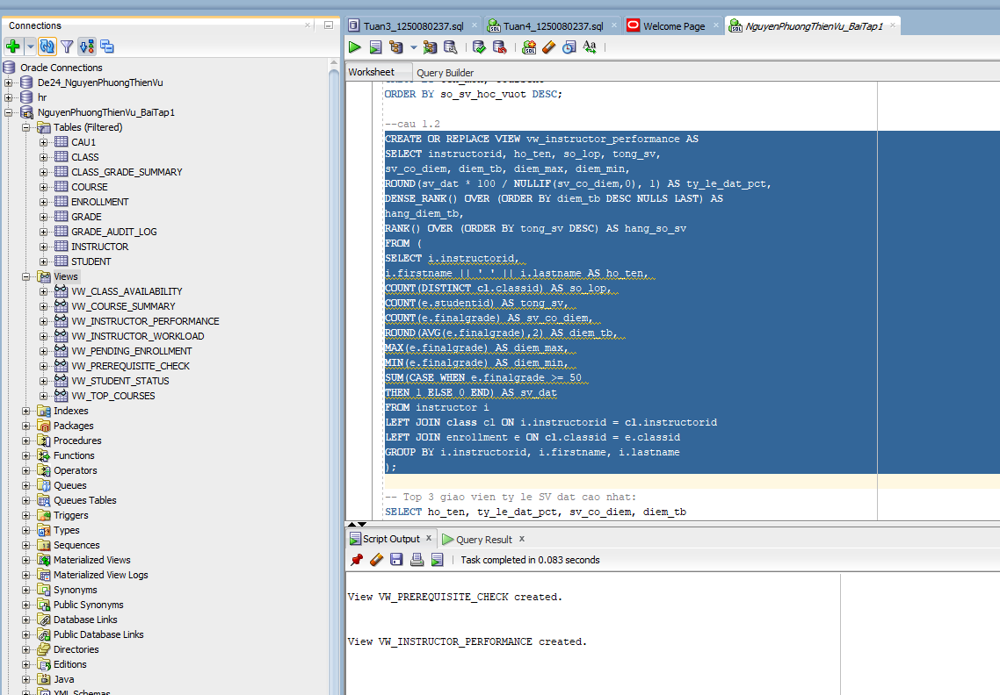 Connections
Oracle Connections
De24_NguyenPhuongThienVu
hr
NguyenPhuongThienVu_BaiTap1
Tables (Filtered)
CAU1
CLASS
CLASS_GRADE_SUMMARY
COURSE
ENROLLMENT
GRADE
GRADE_AUDIT_LOG
INSTRUCTOR
STUDENT
Views
VW_CLASS_AVAILABILITY
VW_COURSE_SUMMARY
VW_INSTRUCTOR_PERFORMANCE
VW_INSTRUCTOR_WORKLOAD
VW_PENDING_ENROLLMENT
VW_PREREQUISITE_CHECK
VW_STUDENT_STATUS
VW_TOP_COURSES
Indexes
Packages
Procedures
Functions
Operators
Queues
Queues Tables
Triggers
Types
Sequences
Materialized Views
Materialized View Logs
Synonyms
Public Synonyms
Database Links
Public Database Links
Directories
Editions
Java
XML Schemas
Tuan3_1250080237.sql
Tuan4_1250080237.sql
Welcome Page
NguyenPhuongThienVu_BaiTap1
Worksheet
Query Builder
ORDER BY so_sv_hoc_vuot DESC;
--cau 1.2
CREATE OR REPLACE VIEW vw_instructor_performance AS
SELECT instructorid, ho_ten, so_lop, tong_sv,
sv_co_diem, diem_tb, diem_max, diem_min,
ROUND(sv_dat * 100 / NULLIF(sv_co_diem,0), 1) AS ty_le_dat_pct,
DENSE_RANK() OVER (ORDER BY diem_tb DESC NULLS LAST) AS
hang_diem_tb,
RANK() OVER (ORDER BY tong_sv DESC) AS hang_so_sv
FROM (
SELECT i.instructorid,
i.firstname || ' ' || i.lastname AS ho_ten,
COUNT(DISTINCT cl.classid) AS so_lop,
COUNT(e.studentid) AS tong_sv,
COUNT(e.finalgrade) AS sv_co_diem,
ROUND(AVG(e.finalgrade),2) AS diem_tb,
MAX(e.finalgrade) AS diem_max,
MIN(e.finalgrade) AS diem_min,
SUM(CASE WHEN e.finalgrade >= 50
THEN 1 ELSE 0 END) AS sv_dat
FROM instructor i
LEFT JOIN class cl ON i.instructorid = cl.instructorid
LEFT JOIN enrollment e ON cl.classid = e.classid
GROUP BY i.instructorid, i.firstname, i.lastname
);
-- Top 3 giao vien ty le SV dat cao nhat:
SELECT ho_ten, ty_le_dat_pct, sv_co_diem, diem_tb
Script Output
Query Result
Task completed in 0.083 seconds
View VW_PREREQUISITE_CHECK created.
View VW_INSTRUCTOR_PERFORMANCE created.